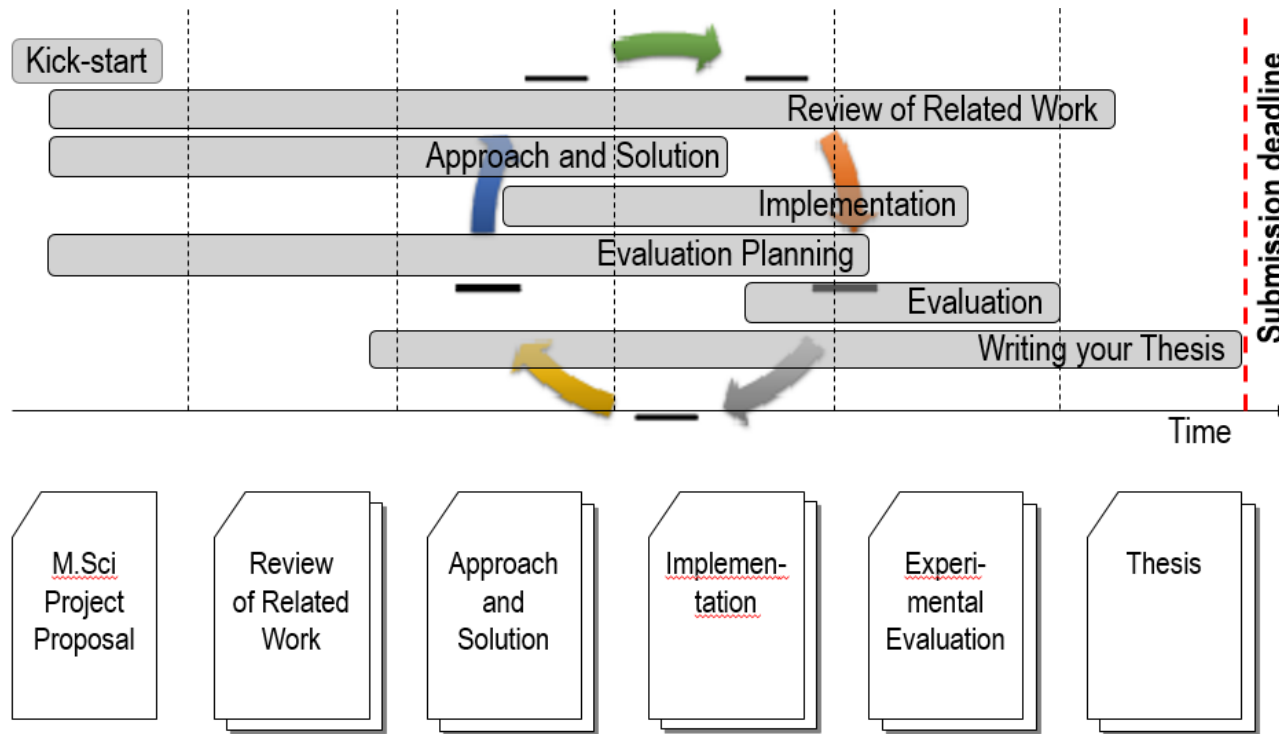 Kick-start
Review of Related Work
Approach and Solution
Implementation
Evaluation Planning
Evaluation
Writing your Thesis
Submission deadline
Time
M.Sci
Project
Proposal
Review
of Related
Work
Approach
and
Solution
Implemen-
tation
Experi-
mental
Evaluation
Thesis